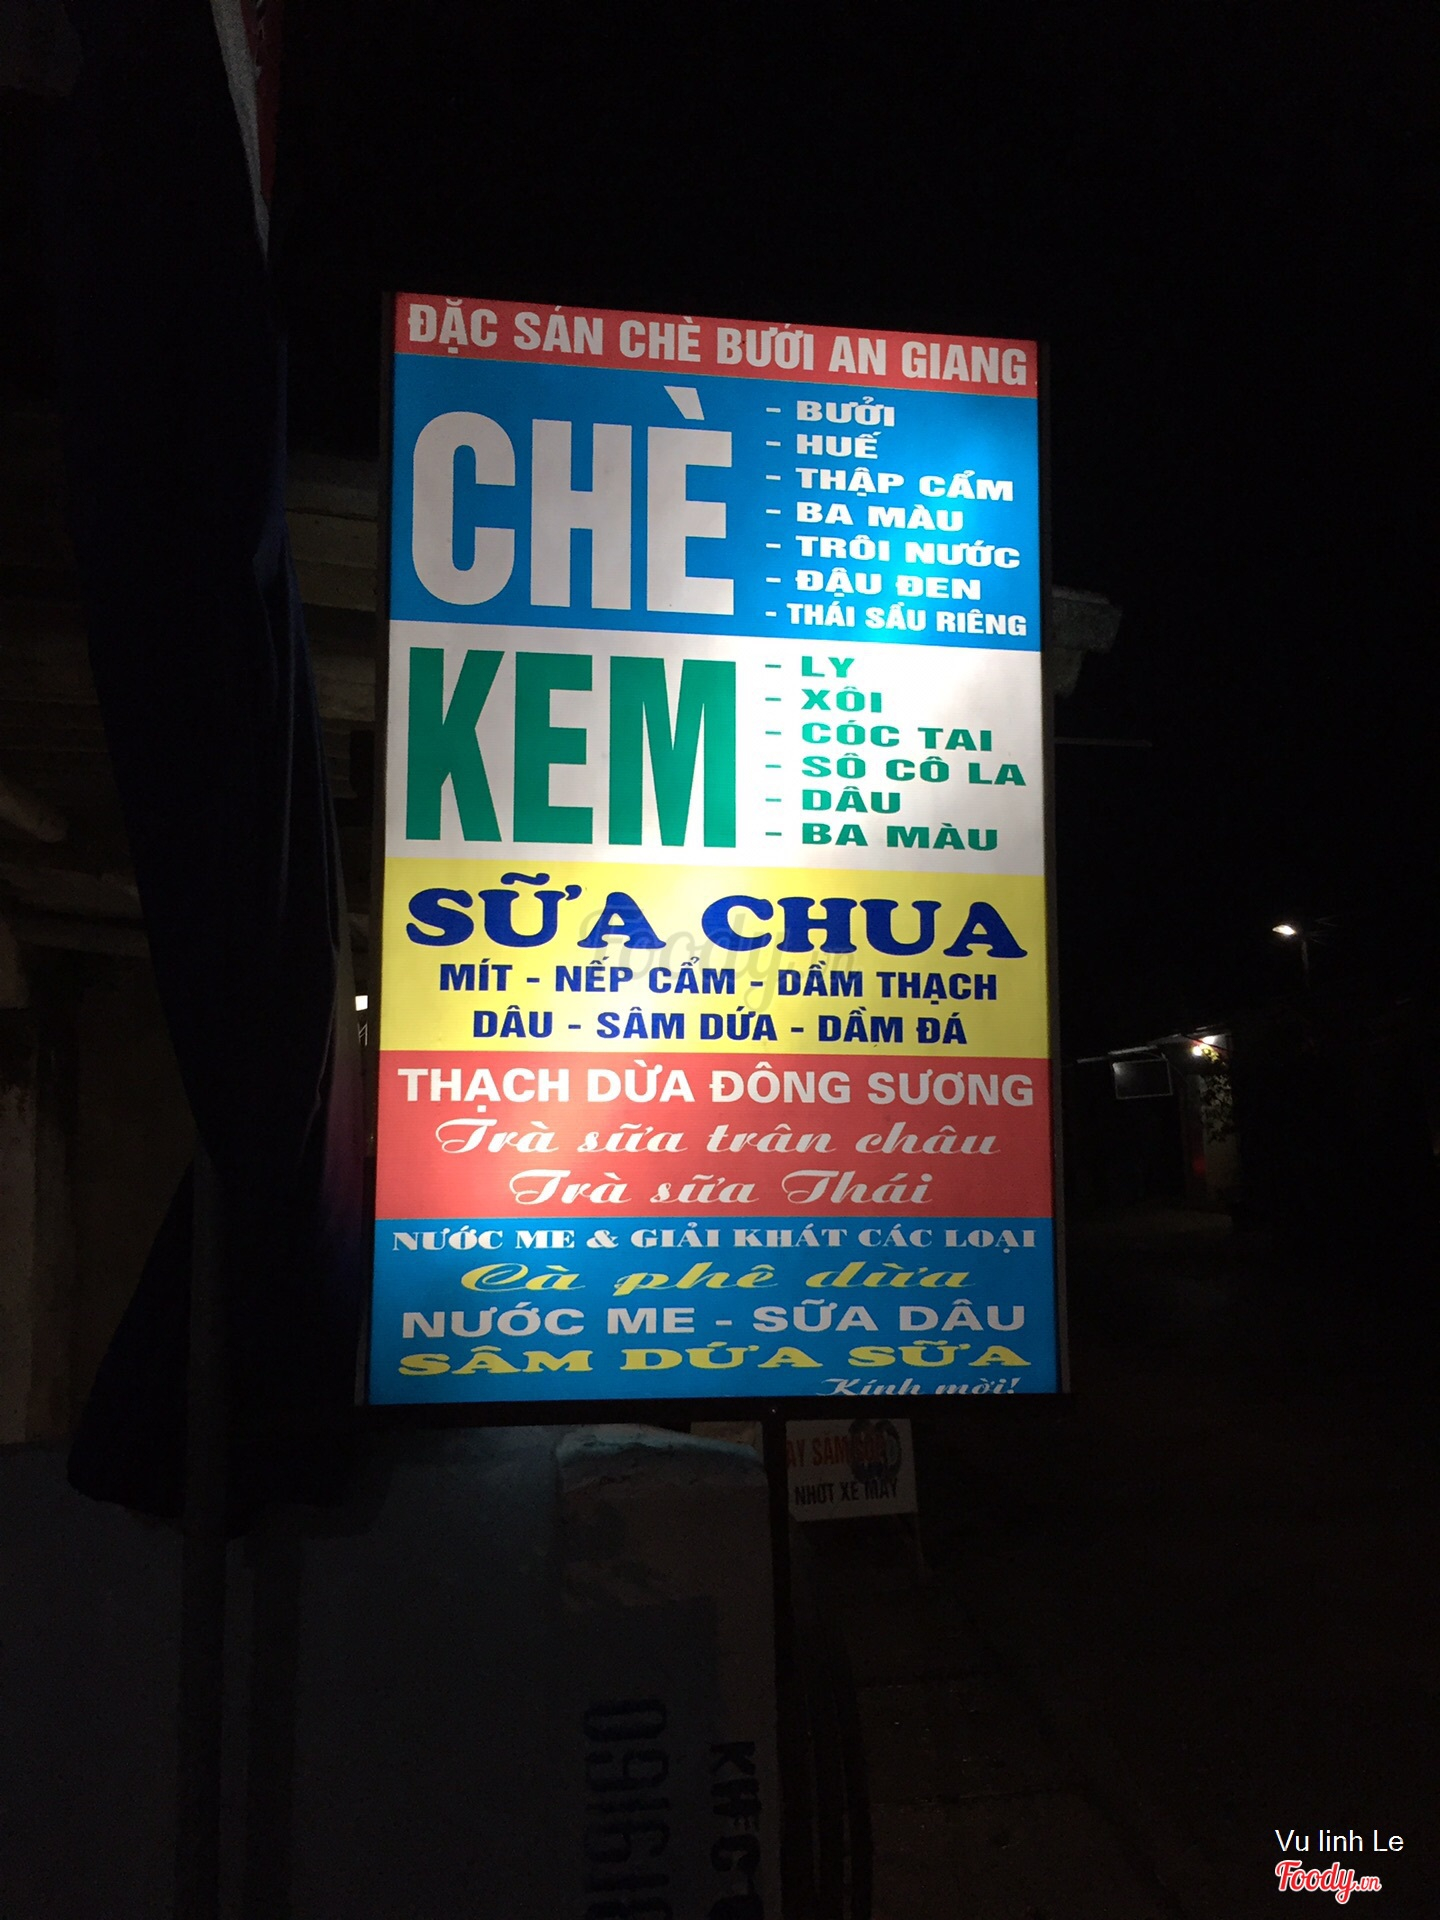 ĐẶC SÁN CHÈ BƯỚI AN GIANG
CHÈ
- BƯỞI
- HUẾ
- THẬP CẨM
- BA MÀU
- TRÔI NƯỚC
- ĐẬU ĐEN
- THÁI SẦU RIÊNG
KEM
- LY
- XÔI
- CÓC TAI
- SÔ CÔ LA
- DÂU
- BA MÀU
SỮA CHUA
MÍT - NẾP CẨM - DẦM THẠCH
DÂU - SÂM DỨA - DẦM ĐÁ
THẠCH DỪA ĐÔNG SƯƠNG
Trà sữa trân châu
Trà sữa Thái
NƯỚC ME & GIẢI KHÁT CÁC LOẠI
Cà phê dừa
NƯỚC ME - SỮA DÂU
SÂM DỨA SỮA
Kính mời!
NHỚT XE MÁY
Foody.vn
Vu linh Le
Foody.vn